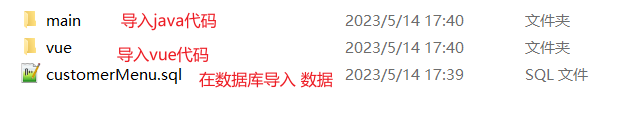 main 导入java代码 2023/5/14 17:40 文件夹
vue 导入vue代码 2023/5/14 17:40 文件夹
customerMenu.sql 在数据库导入 数据 2023/5/14 17:39 SQL 文件